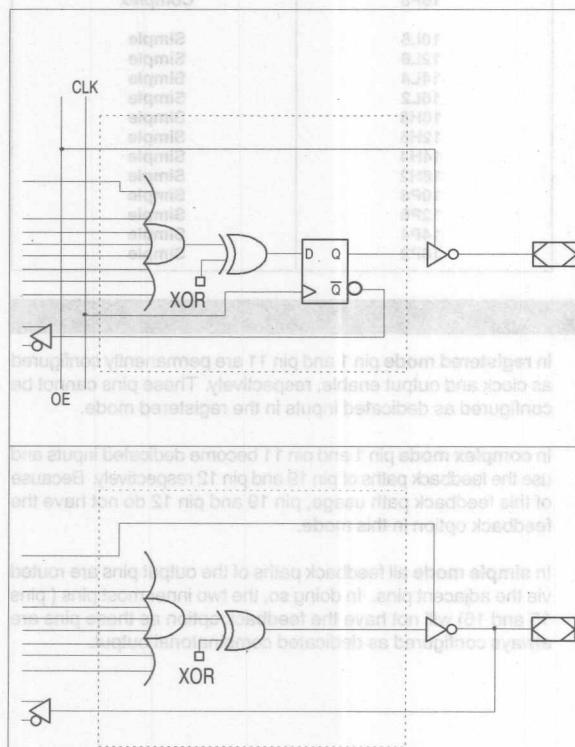 Complex
10L8 Simple
12L6 Simple
14L4 Simple
16L2 Simple
10H8 Simple
12H6 Simple
14H4 Simple
16H2 Simple
10P8 Simple
12P6 Simple
14P4 Simple
Simple
CLK
D Q
XOR
Q
OE
In registered mode pin 1 and pin 11 are permanently configured
as clock and output enable, respectively. These pins cannot be
configured as dedicated inputs in the registered mode.
In complex mode pin 1 and pin 11 become dedicated inputs and
use the feedback paths of pin 19 and pin 12 respectively. Because
of this feedback path usage, pin 19 and pin 12 do not have the
feedback option in this mode.
In simple mode all feedback paths of the output pins are routed
via the adjacent pins. In doing so, the two inner most pins ( pins
and 16) will not have the feedback option as these pins are
always configured as dedicated combinatorial output.
XOR